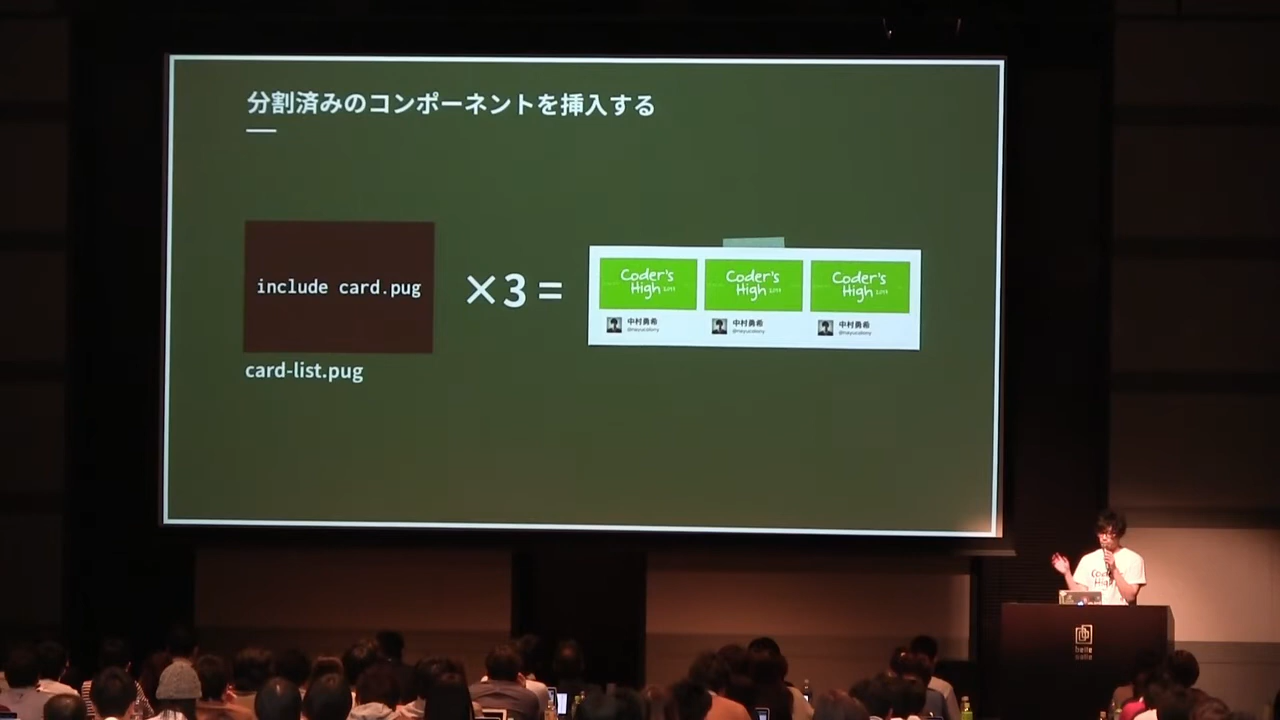 分割済みのコンポーネントを挿入する
include card.pug
×3 =
card-list.pug
Coder's High
中村勇希
Coder's High
中村勇希
Coder's High
中村勇希
Coder's High